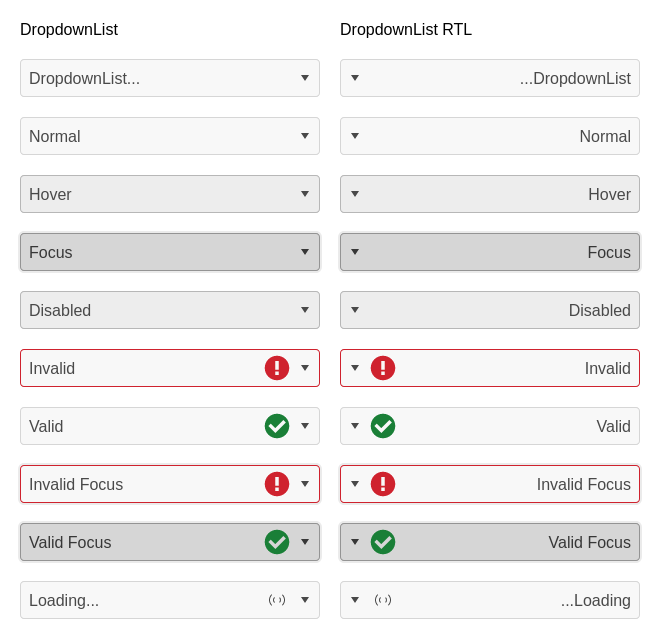 DropdownList
DropdownList...
Normal
Hover
Focus
Disabled
Invalid
Valid
Invalid Focus
Valid Focus
Loading...
DropdownList RTL
...DropdownList
Normal
Hover
Focus
Disabled
Invalid
Valid
Invalid Focus
Valid Focus
...Loading